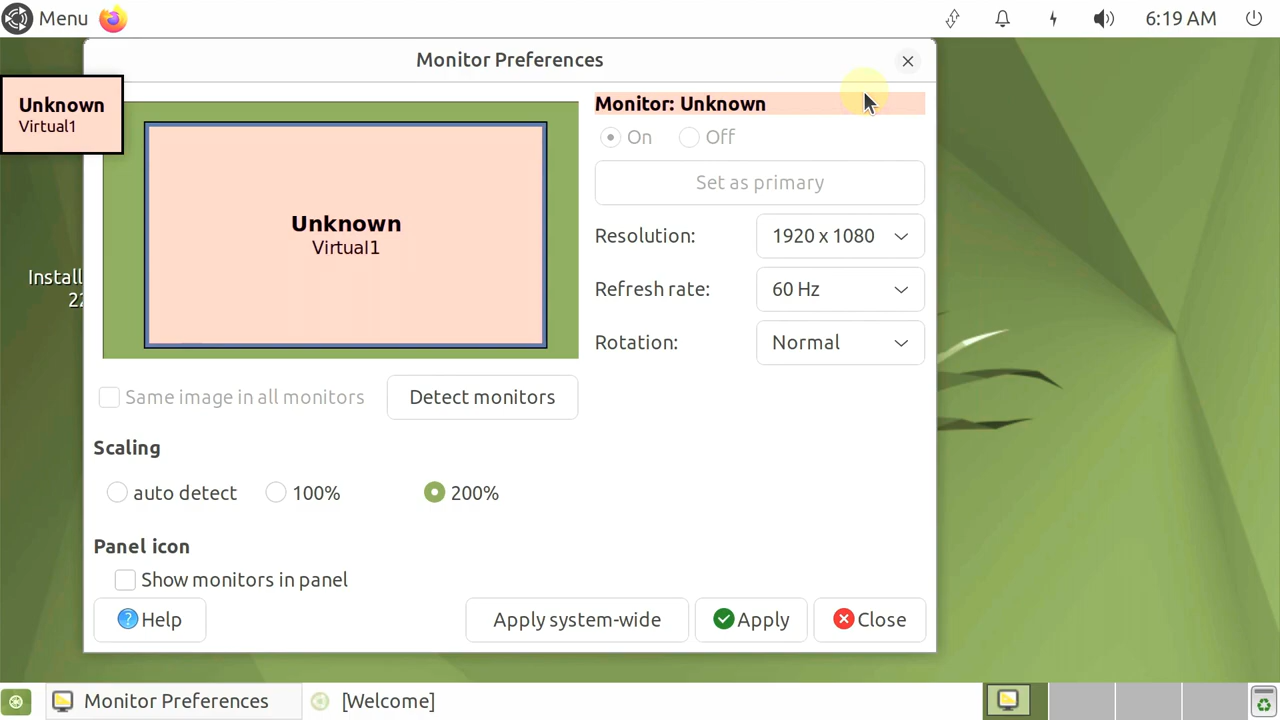 Menu
6:19 AM
Monitor Preferences
Unknown
Virtual1
Unknown
Virtual1
Monitor: Unknown
On
Off
Set as primary
Resolution:
1920 x 1080
Refresh rate:
60 Hz
Rotation:
Normal
Install
22
Same image in all monitors
Detect monitors
Scaling
auto detect
100%
200%
Panel icon
Show monitors in panel
Help
Apply system-wide
Apply
Close
Monitor Preferences
[Welcome]